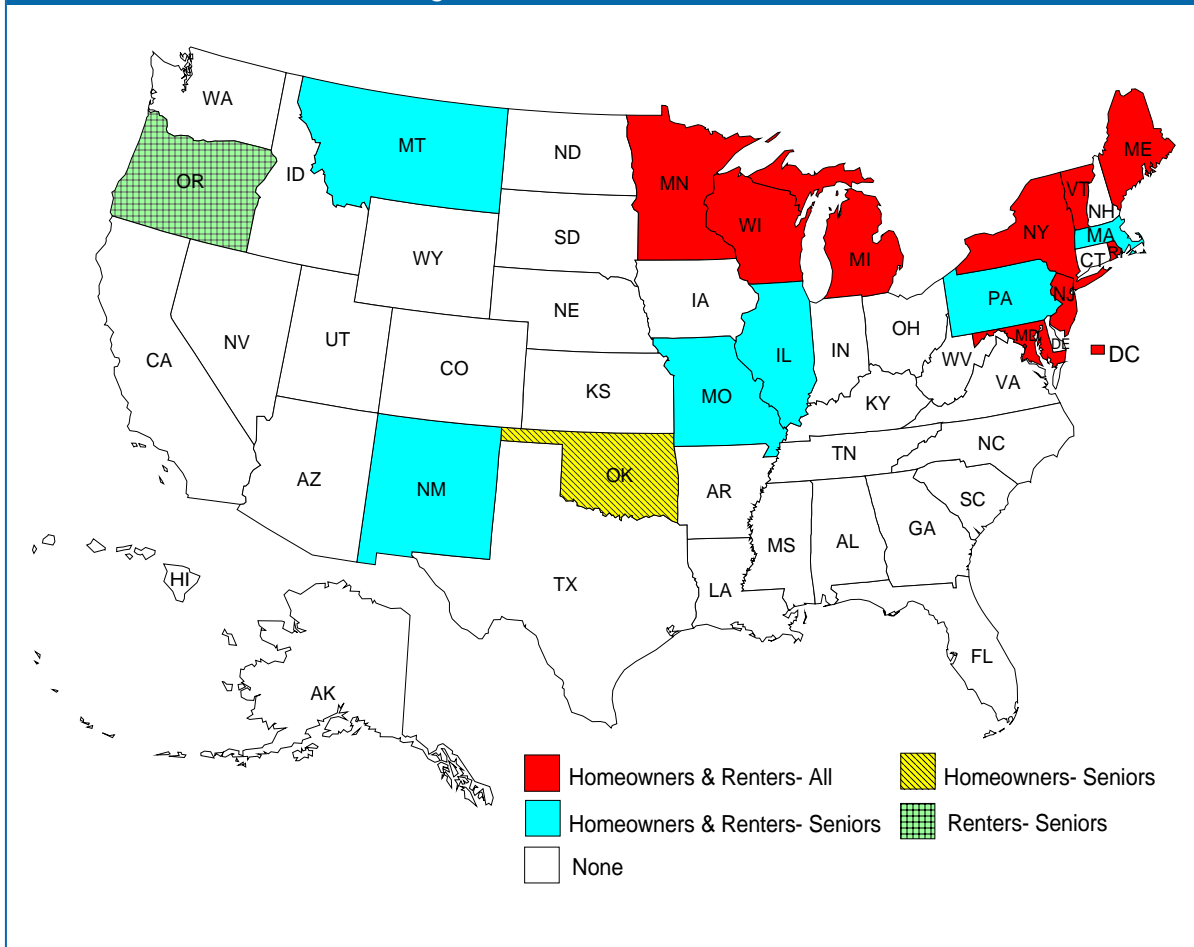 WA
MT
ND
MN
ME
OR
ID
VT
NH
WI
NY
MA
SD
MI
RI
CT
WY
IA
PA
NJ
NE
OH
MD
DE
DC
NV
UT
IL
IN
WV
CA
CO
VA
KS
MO
KY
NC
TN
AZ
NM
OK
AR
SC
GA
MS
AL
HI
TX
LA
FL
AK
Homeowners & Renters- All
Homeowners- Seniors
Homeowners & Renters- Seniors
Renters- Seniors
None